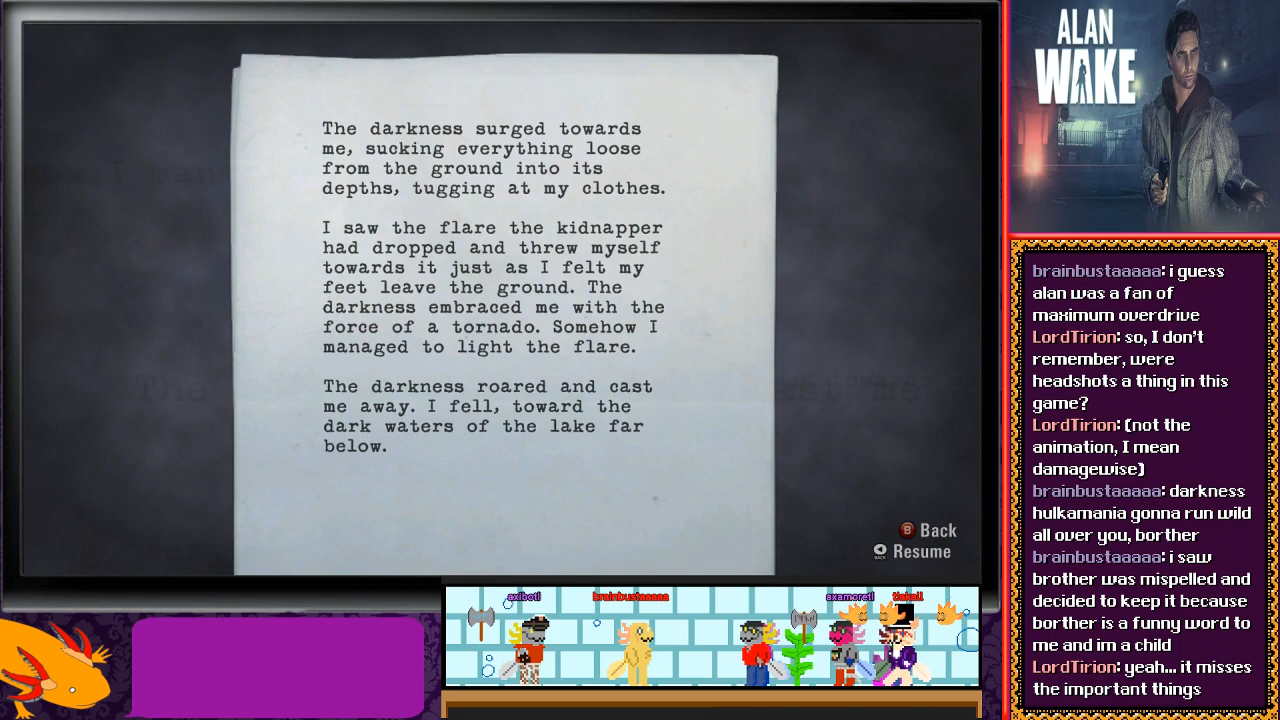 The darkness surged towards
me, sucking everything loose
from the ground into its
depths, tugging at my clothes.
I saw the flare the kidnapper
had dropped and threw myself
towards it just as I felt my
feet leave the ground. The
darkness embraced me with the
force of a tornado. Somehow I
managed to light the flare.
The darkness roared and cast
me away. I fell, toward the
dark waters of the lake far
below.
B Back
BACK Resume
ALAN
WAKE
brainbustaaaaa: i guess
alan was a fan of
maximum overdrive
LordTirion: so, I don't
remember, were
headshots a thing in this
game?
LordTirion: (not the
animation, I mean
damagewise)
brainbustaaaaa: darkness
hulkamania gonna run wild
all over you, borther
brainbustaaaaa: i saw
brother was mispelled and
decided to keep it because
borther is a funny word to
me and im a child
LordTirion: yeah... it misses
the important things
axiboti
brainbustaaaaa
axamoreti